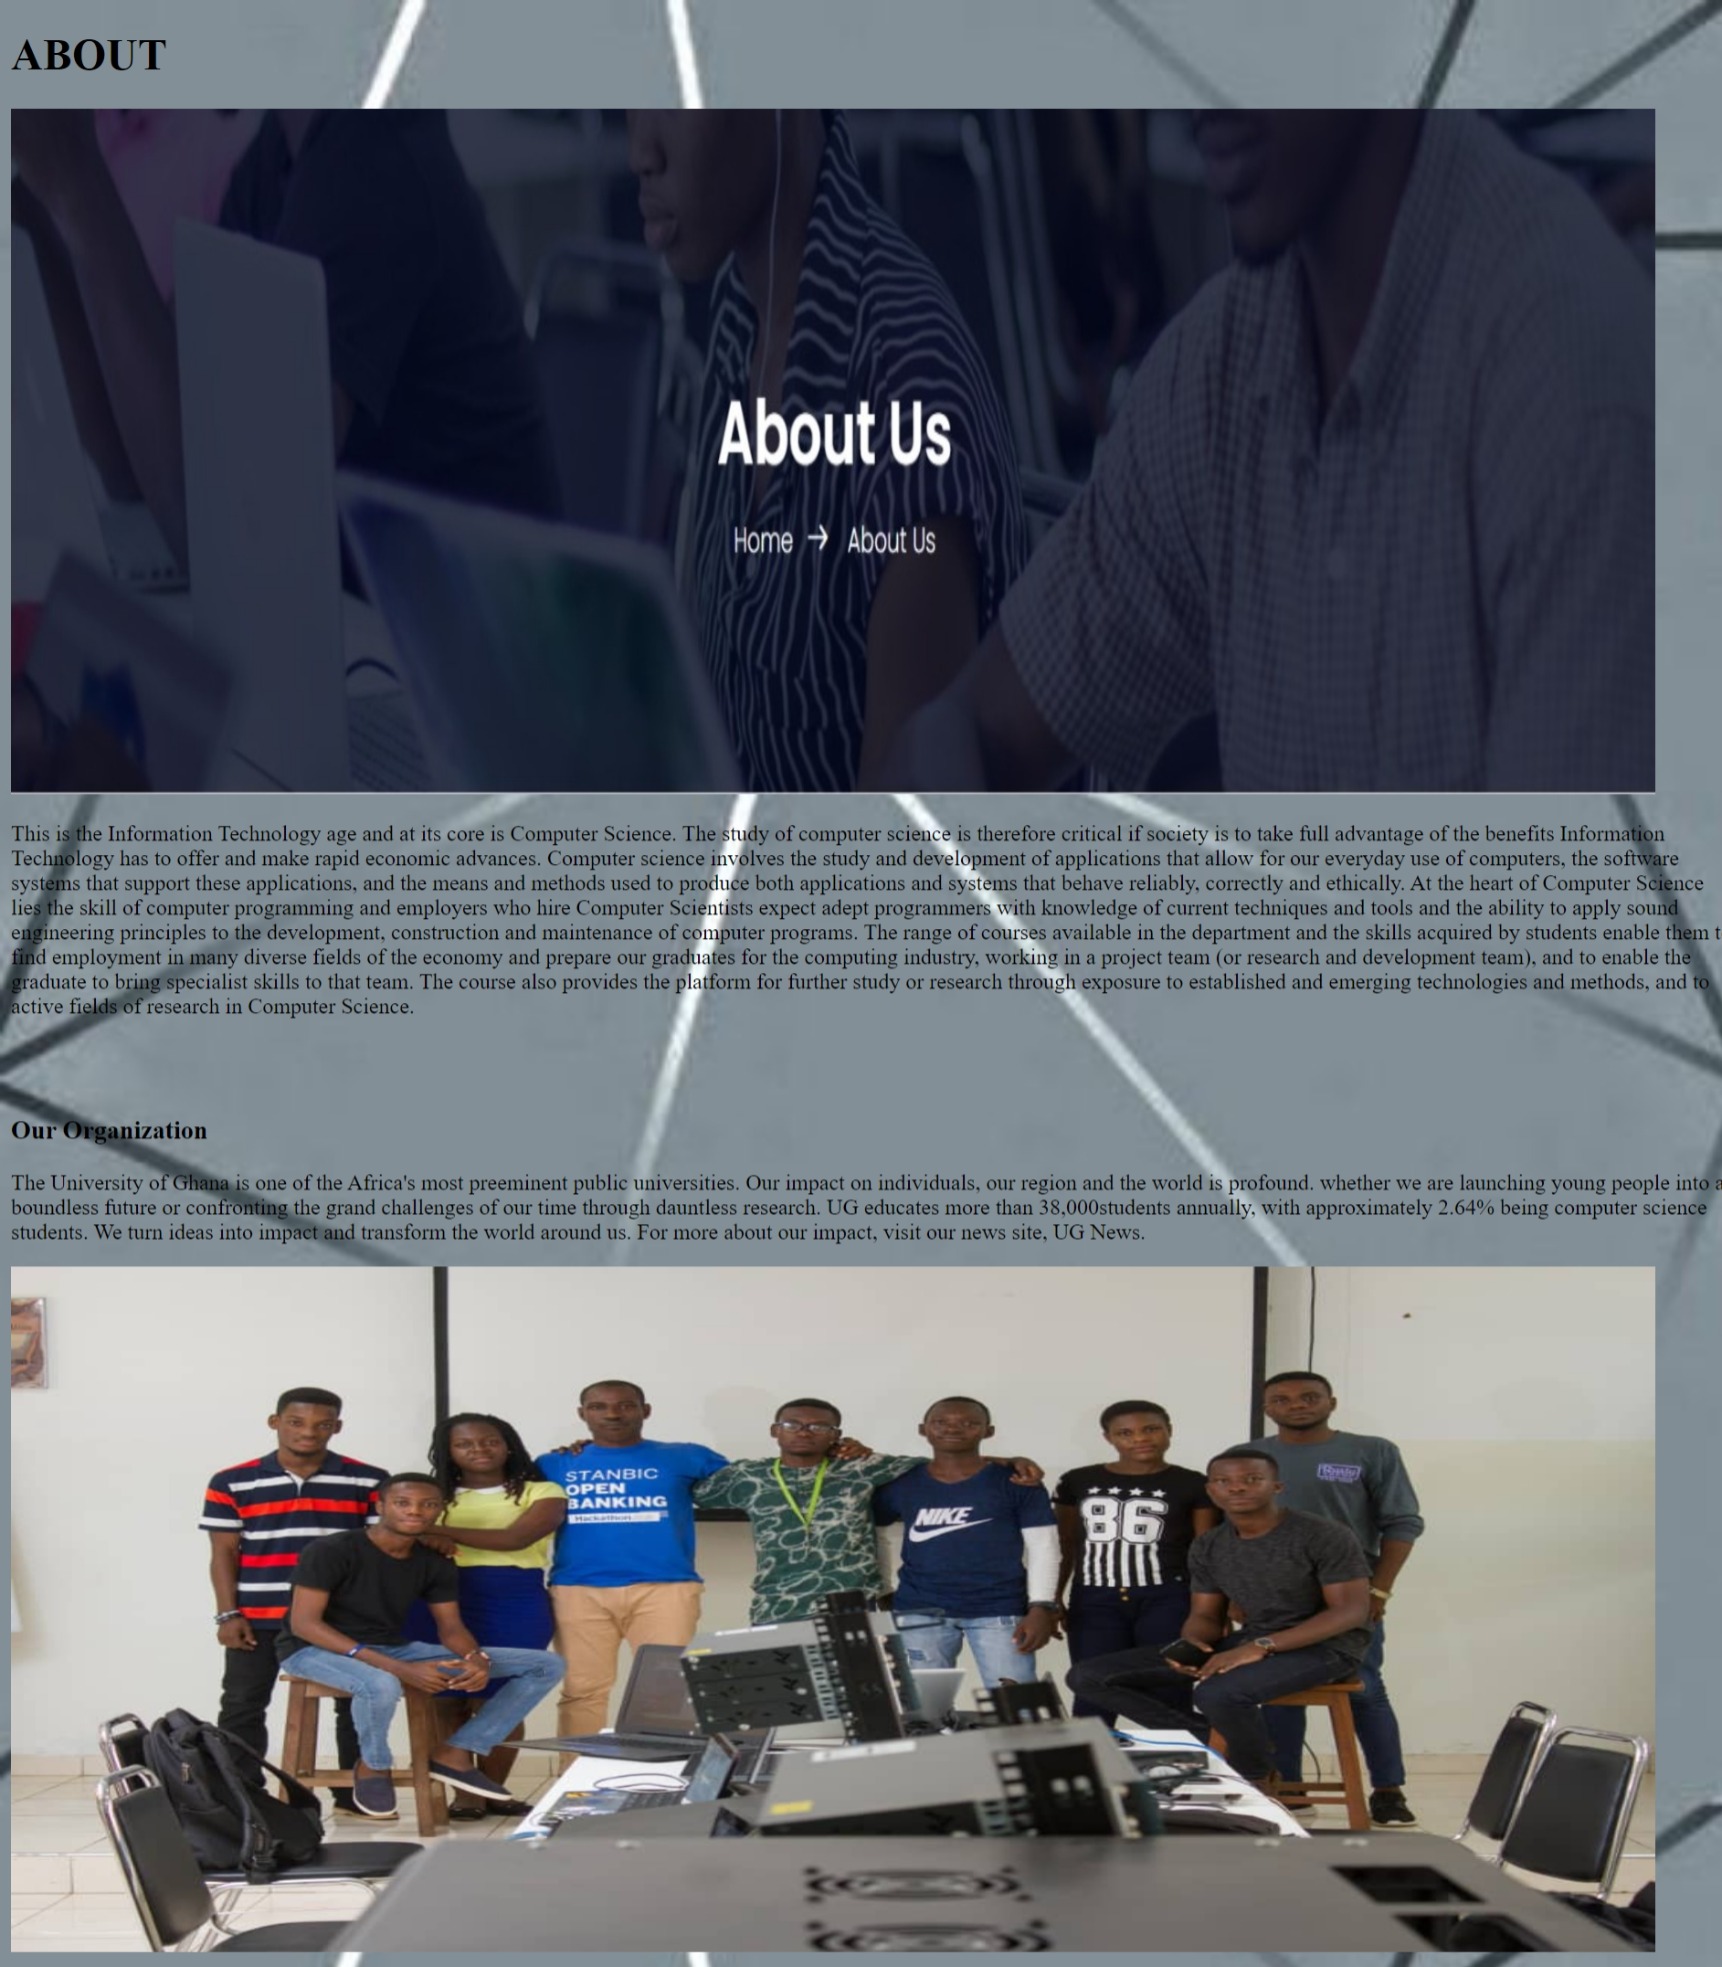 ABOUT
About Us
Home → About Us
This is the Information Technology age and at its core is Computer Science. The study of computer science is therefore critical if society is to take full advantage of the benefits Information
Technology has to offer and make rapid economic advances. Computer science involves the study and development of applications that allow for our everyday use of computers, the software
systems that support these applications, and the means and methods used to produce both applications and systems that behave reliably, correctly and ethically. At the heart of Computer Science
lies the skill of computer programming and employers who hire Computer Scientists expect adept programmers with knowledge of current techniques and tools and the ability to apply sound
engineering principles to the development, construction and maintenance of computer programs. The range of courses available in the department and the skills acquired by students enable them t
find employment in many diverse fields of the economy and prepare our graduates for the computing industry, working in a project team (or research and development team), and to enable the
graduate to bring specialist skills to that team. The course also provides the platform for further study or research through exposure to established and emerging technologies and methods, and to
active fields of research in Computer Science.
Our Organization
The University of Ghana is one of the Africa's most preeminent public universities. Our impact on individuals, our region and the world is profound. whether we are launching young people into a
boundless future or confronting the grand challenges of our time through dauntless research. UG educates more than 38,000students annually, with approximately 2.64% being computer science
students. We turn ideas into impact and transform the world around us. For more about our impact, visit our news site, UG News.
STANBIC
OPEN
BANKING
Hackathon
NIKE
86